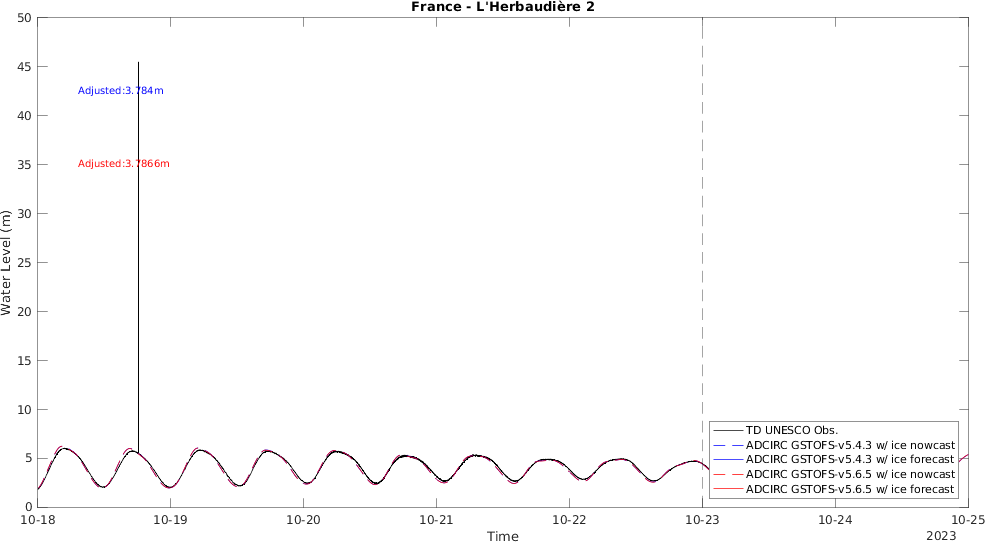 France - L'Herbaudière 2
50
45
40
35
30
25
20
15
10
5
0
Water Level (m)
Adjusted:3.784m
Adjusted:3.7866m
TD UNESCO Obs.
ADCIRC GSTOFS-v5.4.3 w/ ice nowcast
ADCIRC GSTOFS-v5.4.3 w/ ice forecast
ADCIRC GSTOFS-v5.6.5 w/ ice nowcast
ADCIRC GSTOFS-v5.6.5 w/ ice forecast
10-18 10-19 10-20 10-21 10-22 10-23 10-24 10-25
Time
2023